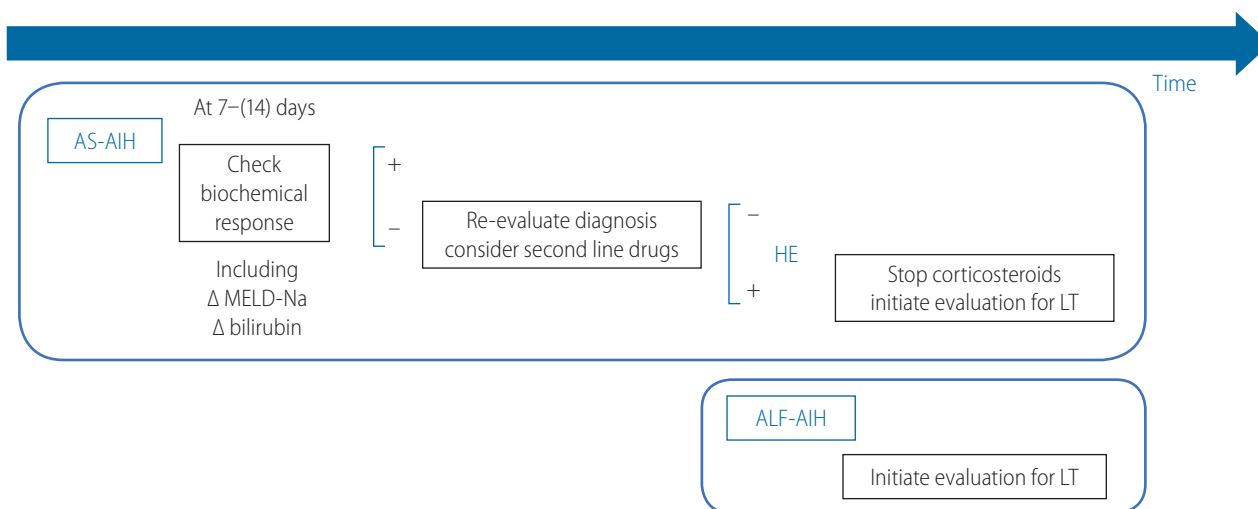 Time
AS-AIH
At 7–(14) days
Check
biochemical
response
Including
Δ MELD-Na
Δ bilirubin
+
–
Re-evaluate diagnosis
consider second line drugs
–
HE
+
Stop corticosteroids
initiate evaluation for LT
ALF-AIH
Initiate evaluation for LT